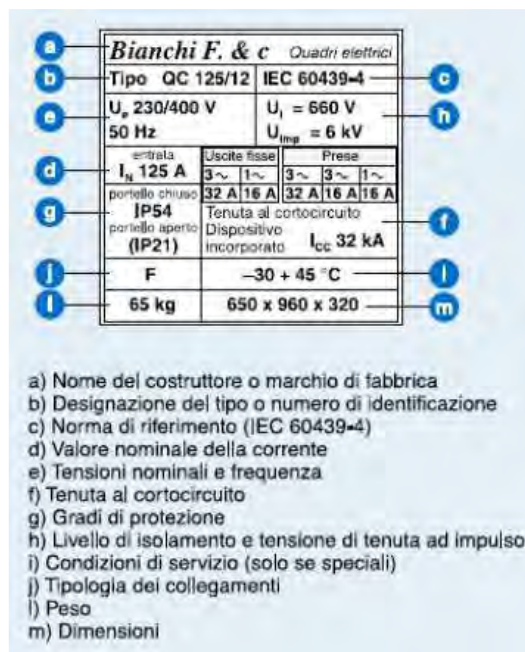 a Bianchi F. & c Quadri elettrici
b Tipo QC 125/12 IEC 60439-4 c
e U e 230/400 V U i = 660 V h
50 Hz U imp = 6 kV
entrata Uscite fisse Prese
d I N 125 A 3~ 1~ 3~ 3~ 1~
portello chiuso 32 A 16 A 32 A 16 A 16 A
g IP54 Tenuta al cortocircuito f
portello aperto Dispositivo
(IP21) incorporato I cc 32 kA
j F –30 + 45 °C i
l 65 kg 650 x 960 x 320 m
a) Nome del costruttore o marchio di fabbrica
b) Designazione del tipo o numero di identificazione
c) Norma di riferimento (IEC 60439-4)
d) Valore nominale della corrente
e) Tensioni nominali e frequenza
f) Tenuta al cortocircuito
g) Gradi di protezione
h) Livello di isolamento e tensione di tenuta ad impulso
i) Condizioni di servizio (solo se speciali)
j) Tipologia dei collegamenti
l) Peso
m) Dimensioni